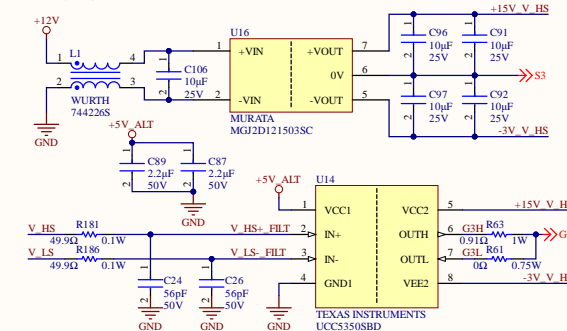 +12V
L1
1
4
2
3
WURTH
744226S
GND
C106
10µF
25V
U16
1
+VIN
+VOUT
7
0V
6
2
-VIN
-VOUT
5
MURATA
MGJ2D121503SC
+15V_V_HS
C96
10µF
25V
C91
10µF
25V
S3
C97
10µF
25V
C92
10µF
25V
-3V_V_HS
+5V_ALT
C89
2.2µF
50V
C87
2.2µF
50V
GND
+5V_ALT
U14
1
VCC1
VCC2
5
+15V_V_H
V_HS
R181
49.9Ω
0.1W
V_HS+_FILT
2
IN+
OUTH
6
G3H
R63
0.91Ω
1W
G
V_LS
R186
49.9Ω
0.1W
V_LS-_FILT
3
IN-
OUTL
7
G3L
R61
0Ω
0.75W
4
GND1
VEE2
8
-3V_V_H
C24
56pF
50V
GND
C26
56pF
50V
GND
GND
TEXAS INSTRUMENTS
UCC5350SBD